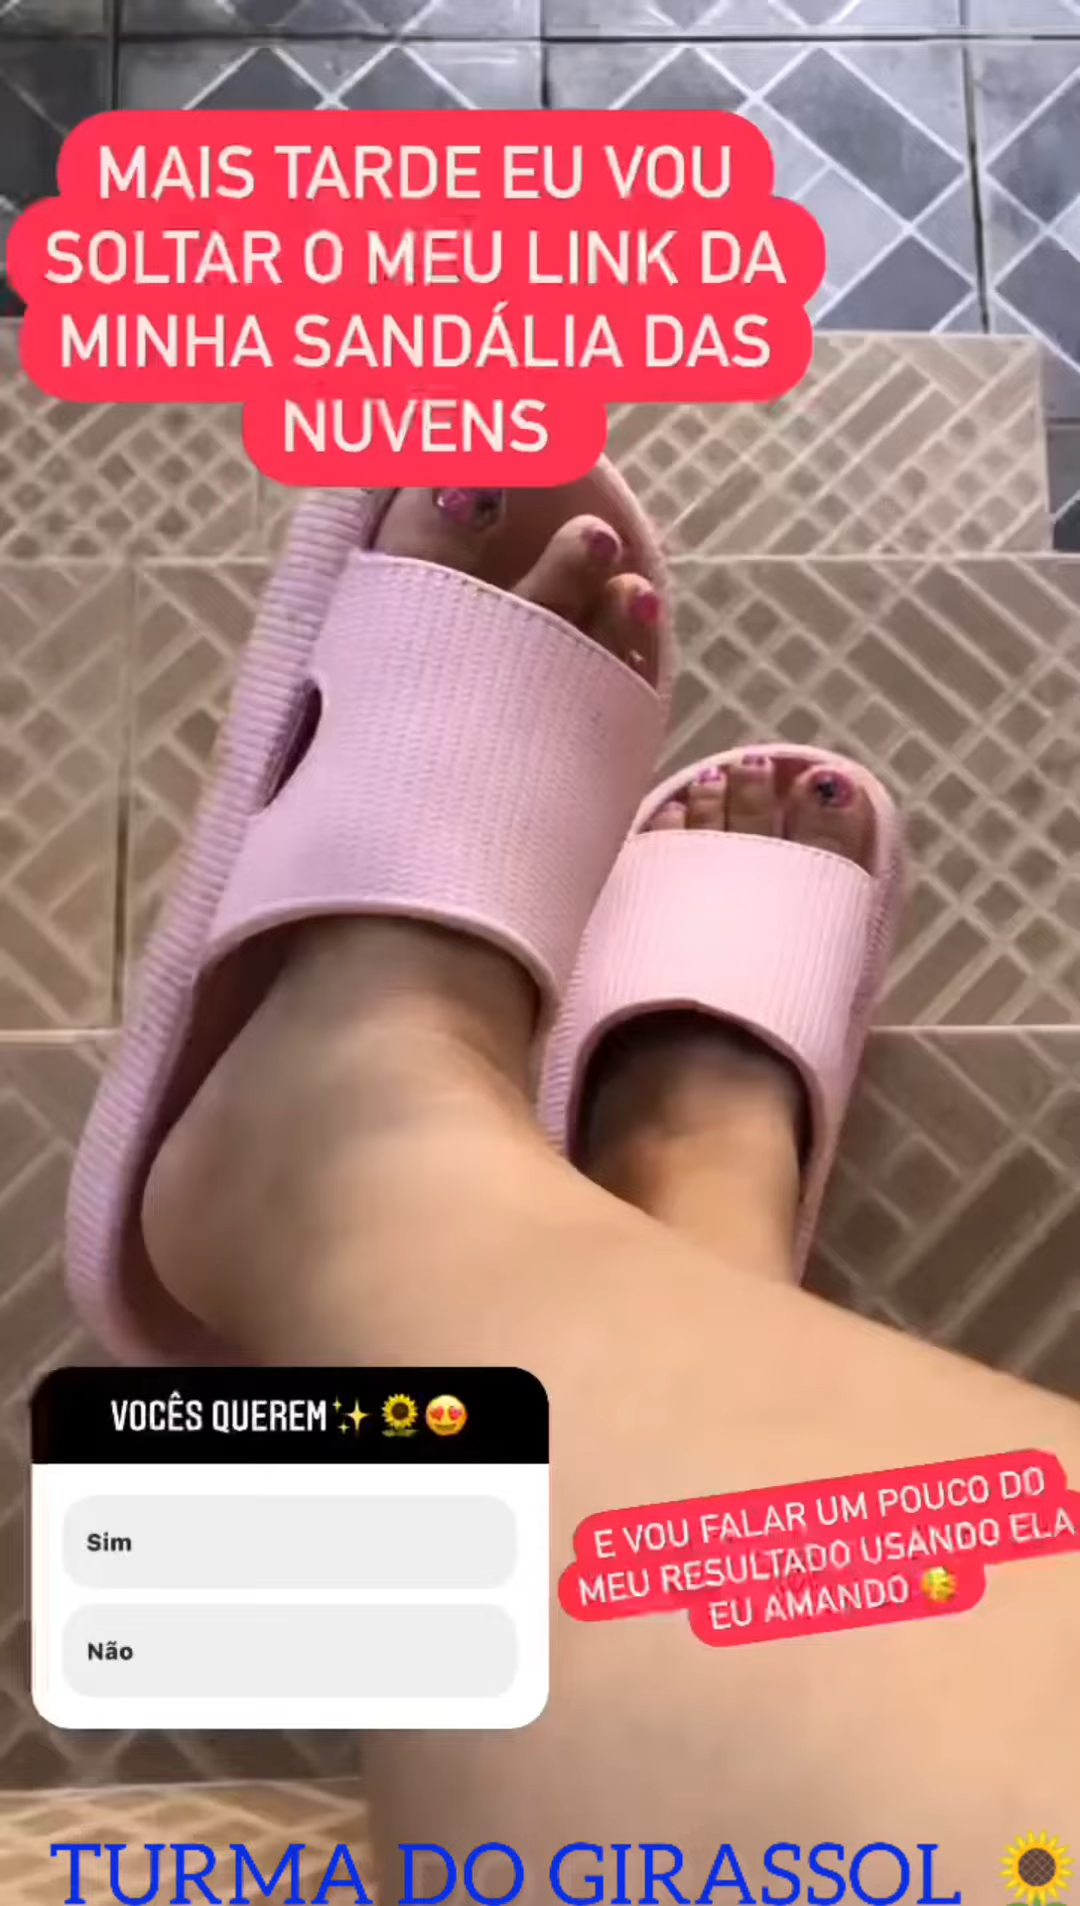 MAIS TARDE EU VOU
SOLTAR O MEU LINK DA
MINHA SANDÁLIA DAS
NUVENS
VOCÊS QUEREM✨🌻😍
Sim
Não
E VOU FALAR UM POUCO DO
MEU RESULTADO USANDO ELA
EU AMANDO
TURMA DO GIRASSOL 🌻